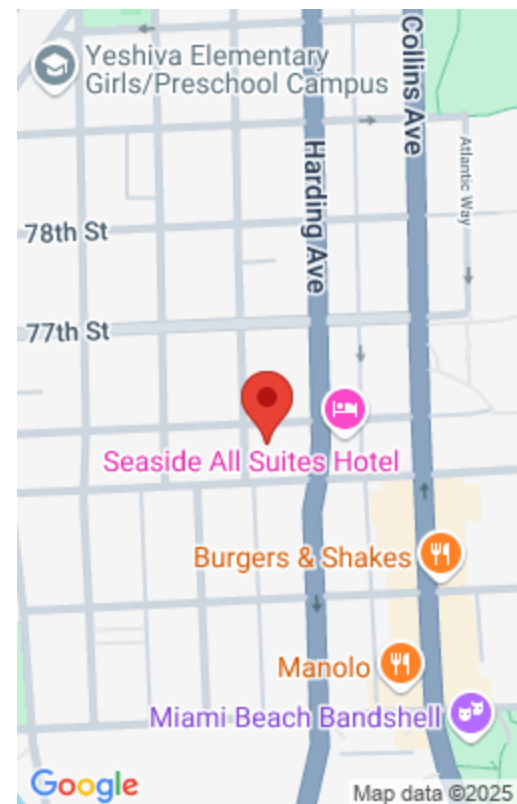 Yeshiva Elementary
Girls/Preschool Campus
Collins Ave
Harding Ave
Atlantic Way
78th St
77th St
Seaside All Suites Hotel
Burgers & Shakes
Manolo
Miami Beach Bandshell
Google
Map data ©2025